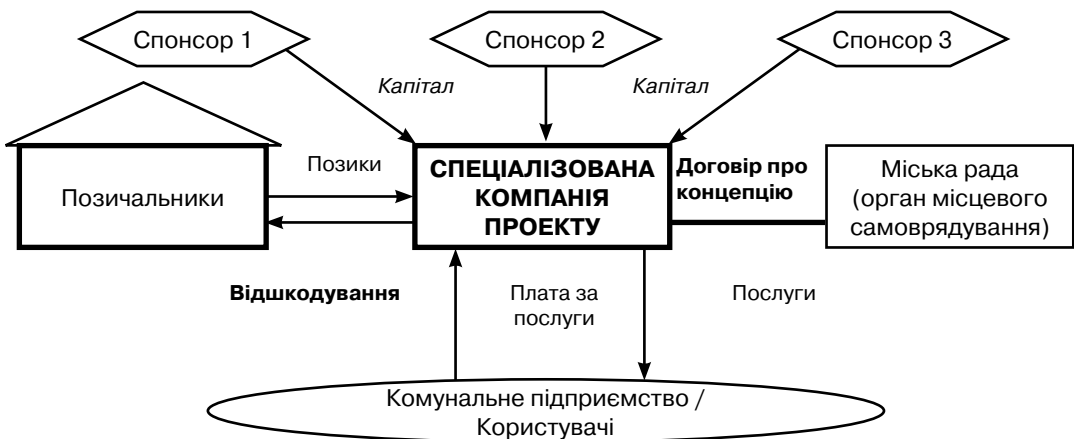 Спонсор 1
Спонсор 2
Спонсор 3
Капітал
Капітал
Позичальники
Позики
СПЕЦІАЛІЗОВАНА
КОМПАНІЯ
ПРОЕКТУ
Договір про
концепцію
Міська рада
(орган місцевого
самоврядування)
Відшкодування
Плата за
послуги
Послуги
Комунальне підприємство /
Користувачі